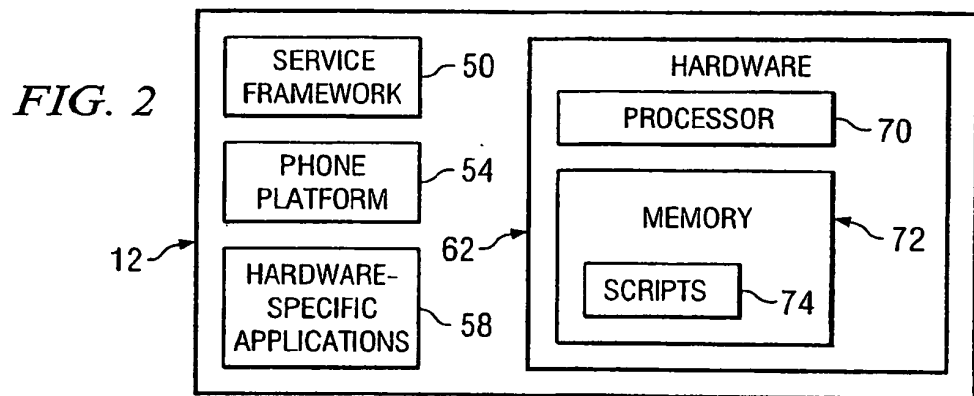 FIG. 2
SERVICE
FRAMEWORK
50
PHONE
PLATFORM
54
12
HARDWARE-
SPECIFIC
APPLICATIONS
58
HARDWARE
PROCESSOR
70
62
MEMORY
72
SCRIPTS
74